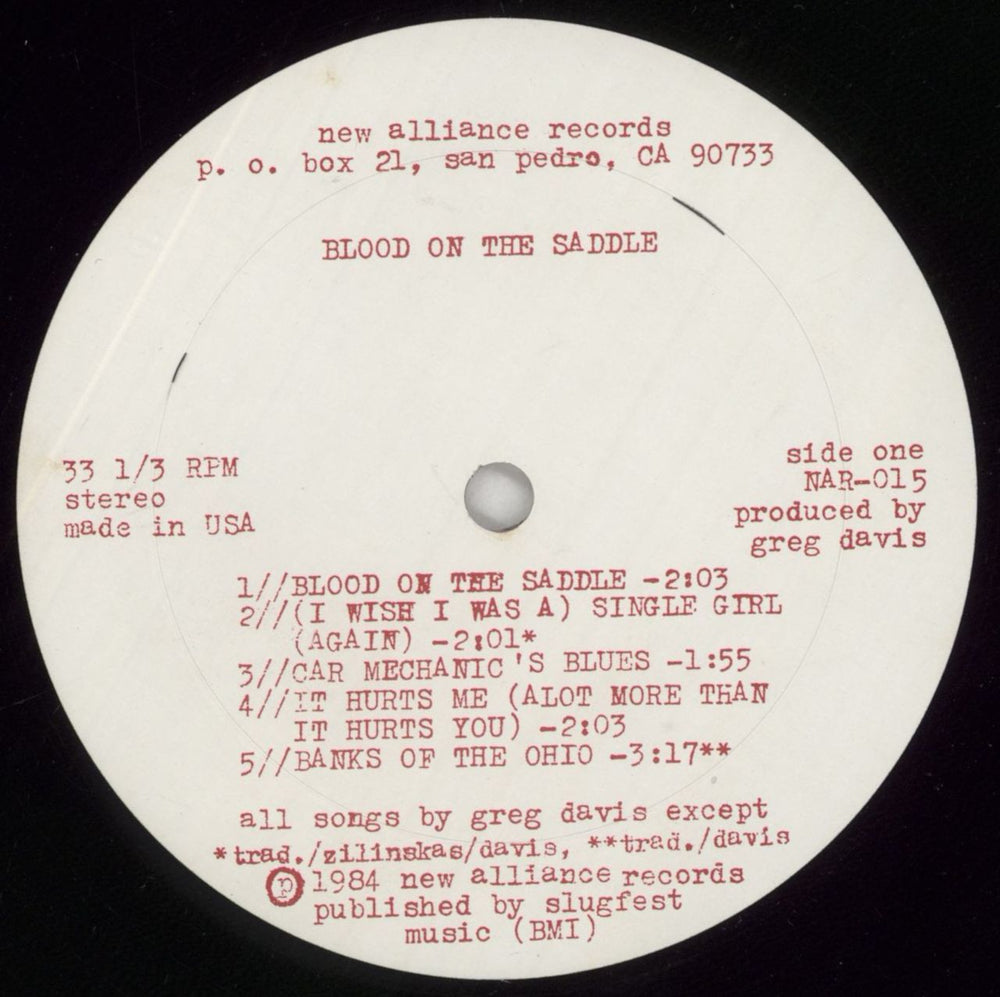 new alliance records
p. o. box 21, san pedro, CA 90733
BLOOD ON THE SADDLE
33 1/3 RPM
stereo
made in USA
side one
NAR-015
produced by
greg davis
1//BLOOD ON THE SADDLE -2:03
2//(I WISH I WAS A) SINGLE GIRL
(AGAIN) -2:01*
3//CAR MECHANIC'S BLUES -1:55
4//IT HURTS ME (ALOT MORE THAN
IT HURTS YOU) -2:03
5//BANKS OF THE OHIO -3:17**
all songs by greg davis except
*trad./zilinskas/davis, **trad./davis
℗ 1984 new alliance records
published by slugfest
music (BMI)